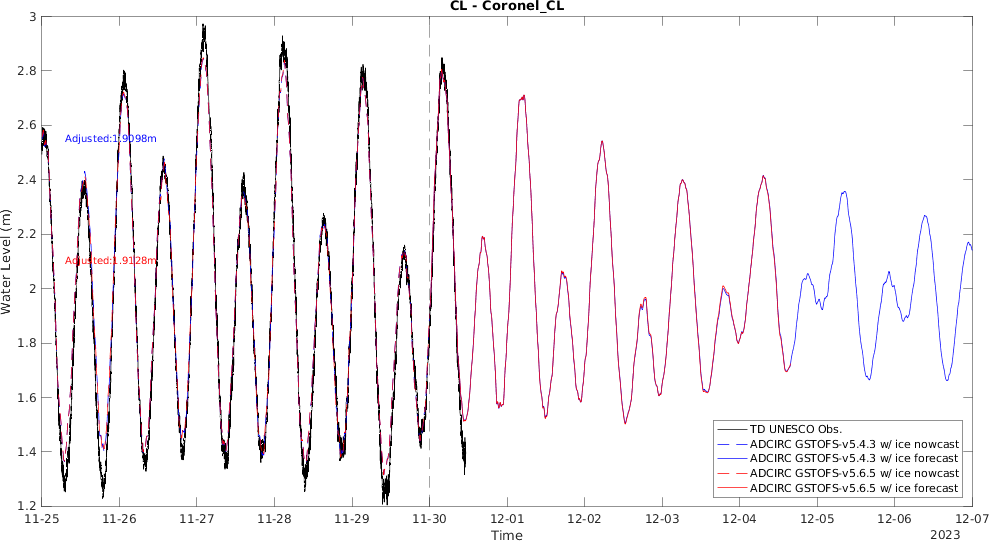 CL - Coronel_CL
3
2.8
2.6
2.4
2.2
2
1.8
1.6
1.4
1.2
Water Level (m)
Adjusted:1.9098m
Adjusted:1.9128m
TD UNESCO Obs.
ADCIRC GSTOFS-v5.4.3 w/ ice nowcast
ADCIRC GSTOFS-v5.4.3 w/ ice forecast
ADCIRC GSTOFS-v5.6.5 w/ ice nowcast
ADCIRC GSTOFS-v5.6.5 w/ ice forecast
11-25 11-26 11-27 11-28 11-29 11-30 12-01 12-02 12-03 12-04 12-05 12-06 12-07
Time
2023